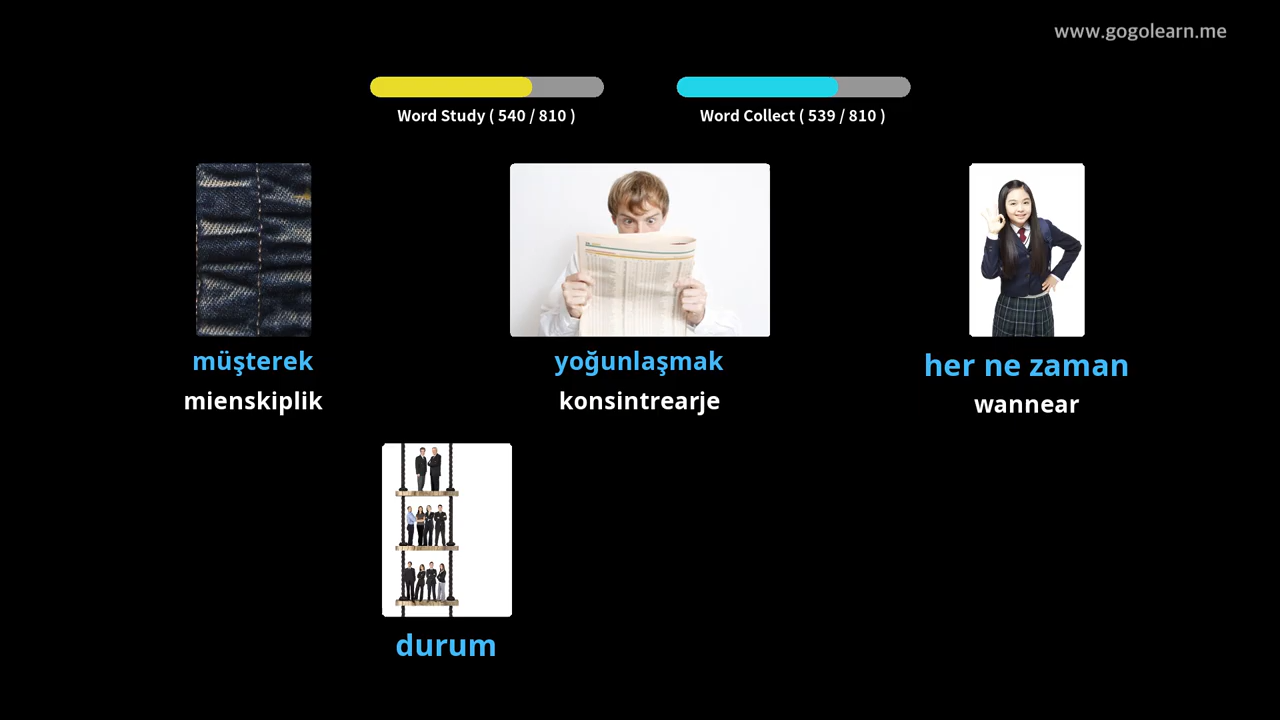 www.gogolearn.me
Word Study ( 540 / 810 )
Word Collect ( 539 / 810 )
müşterek
mienskiplik
yoğunlaşmak
konsintrearje
her ne zaman
wannear
durum